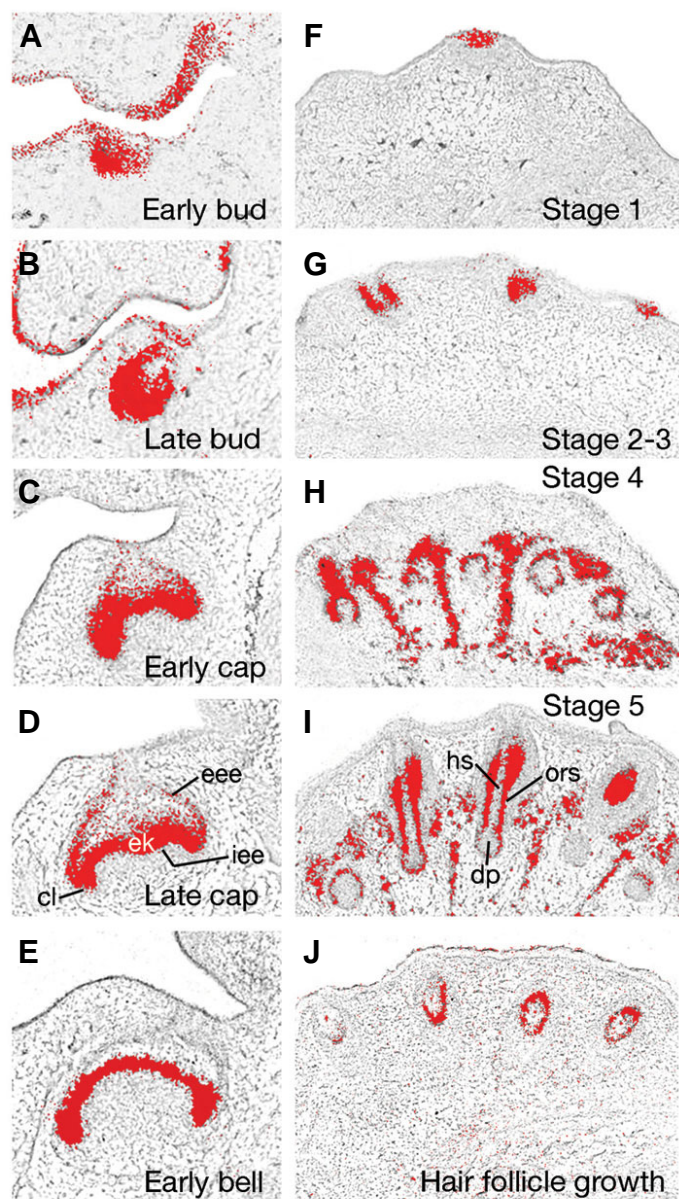 A
Early bud
B
Late bud
C
Early cap
D
eee
ek
iee
cl
Late cap
E
Early bell
F
Stage 1
G
Stage 2-3
H
Stage 4
I
Stage 5
hs
ors
dp
J
Hair follicle growth